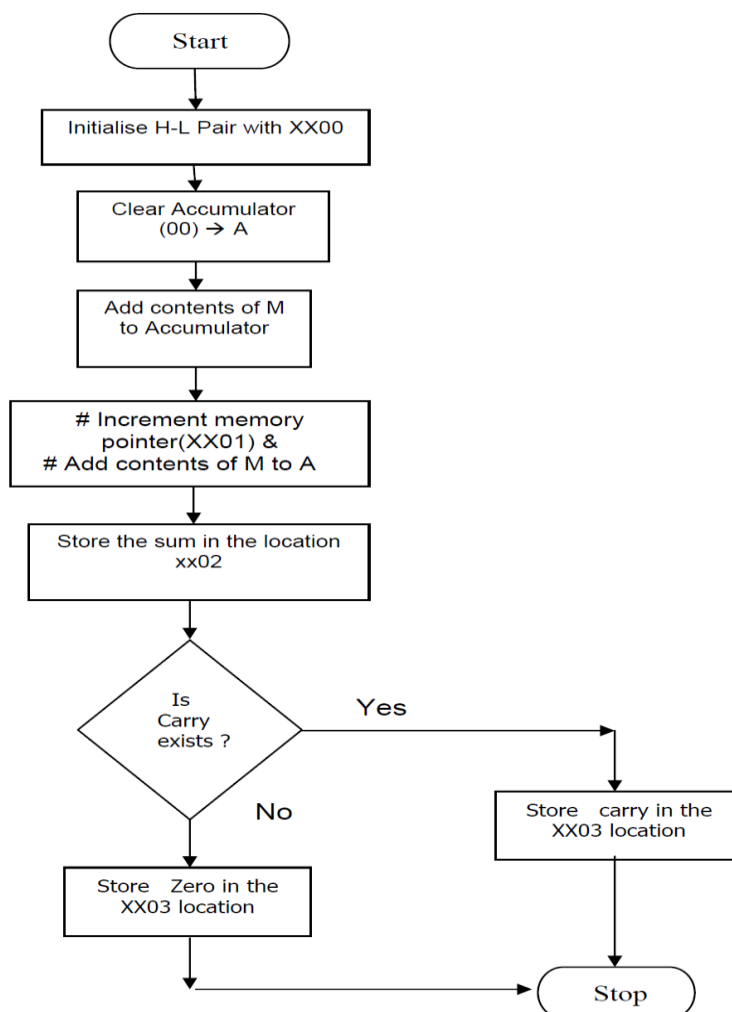 Start
Initialise H-L Pair with XX00
Clear Accumulator
(00) → A
Add contents of M
to Accumulator
# Increment memory
pointer(XX01) &
# Add contents of M to A
Store the sum in the location
xx02
Is
Carry
exists ?
Yes
No
Store carry in the
XX03 location
Store Zero in the
XX03 location
Stop